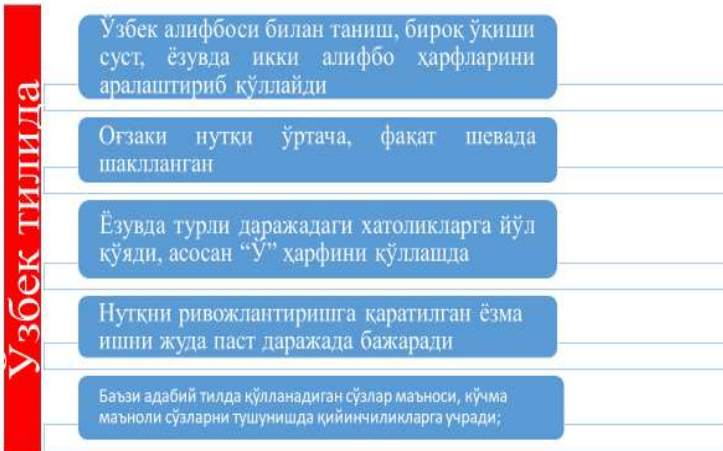 Ўзбек тилида
Ўзбек алифбоси билан таниш, бироқ ўқиши
суст, ёзувда икки алифбо ҳарфларини
аралаштириб қўллайди
Оғзаки нутқи ўртача, фақат шевада
шаклланган
Ёзувда турли даражадаги хатоликларга йўл
қўяди, асосан “Ў” ҳарфини қўллашда
Нутқни ривожлантиришга қаратилган ёзма
ишни жуда паст даражада бажаради
Баъзи адабий тилда қўлланадиган сўзлар маъноси, кўчма
маъноли сўзларни тушунишда қийинчиликларга учради;